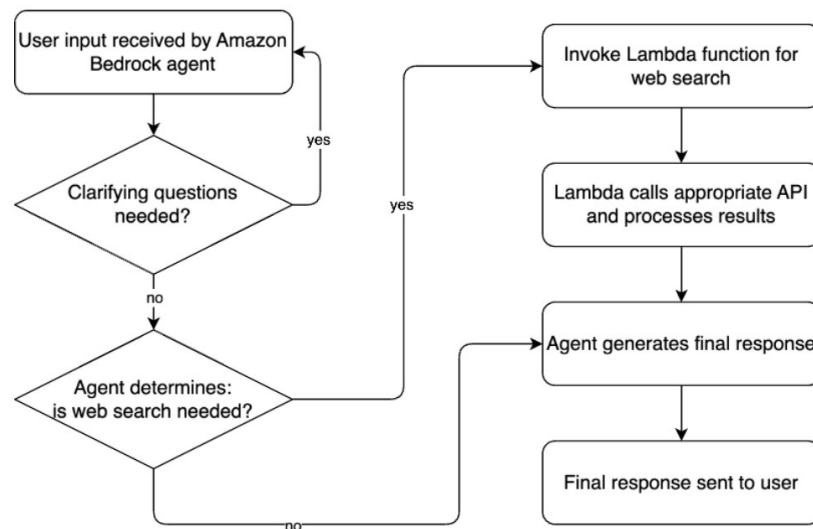 User input received by Amazon
Bedrock agent
yes
Clarifying questions
needed?
no
Agent determines:
is web search needed?
yes
no
Invoke Lambda function for
web search
Lambda calls appropriate API
and processes results
Agent generates final response
Final response sent to user